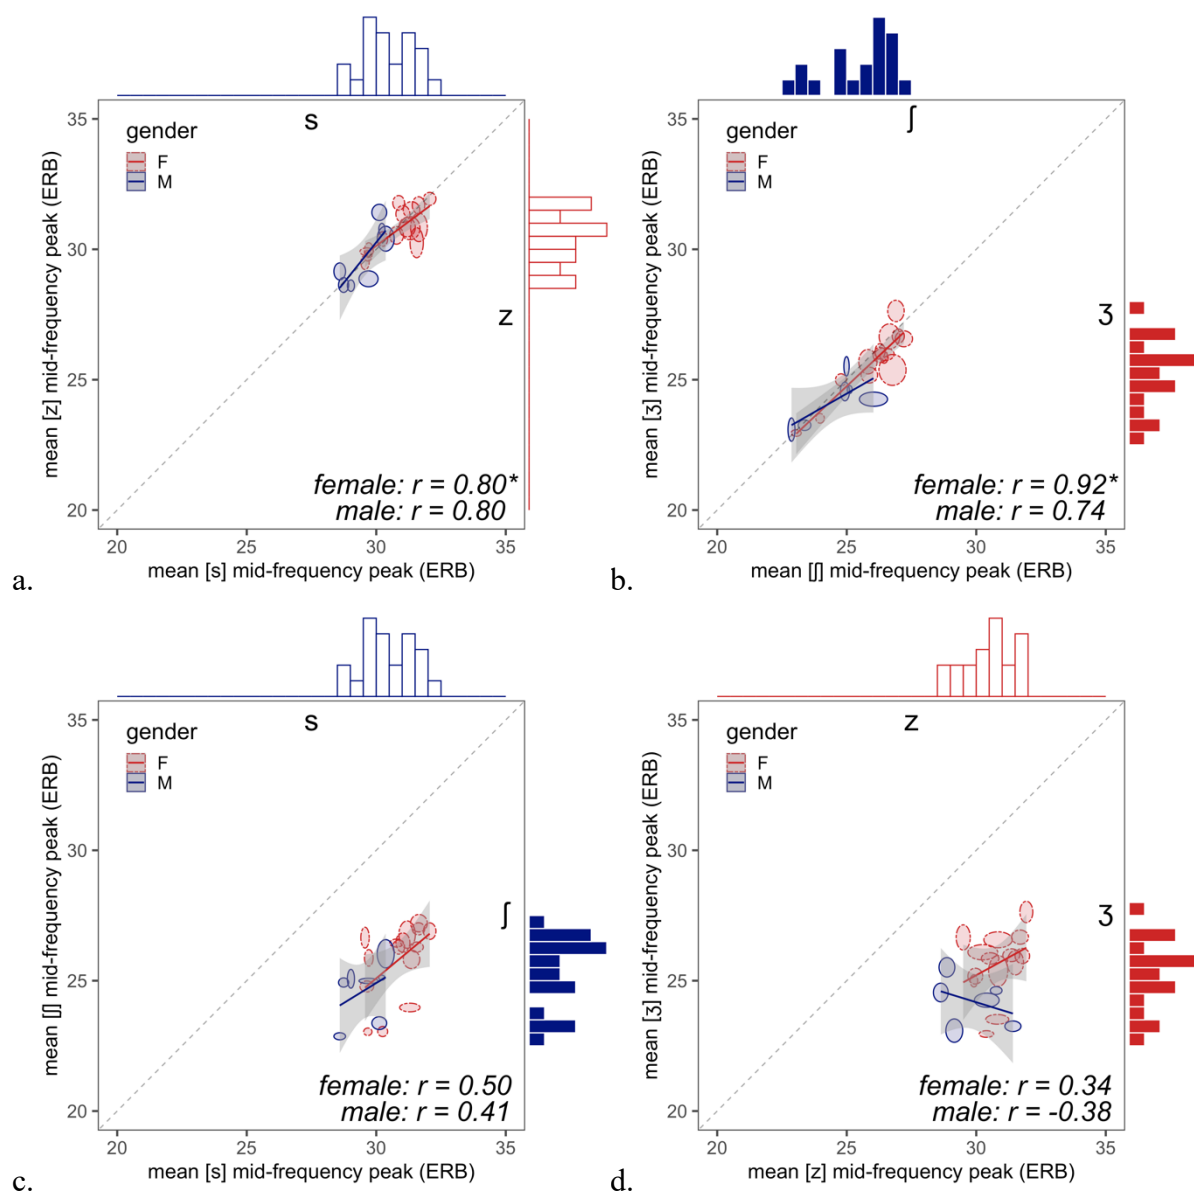 s
gender
F
M
z
35
30
25
20
mean [z] mid-frequency peak (ERB)
female: r = 0.80*
male: r = 0.80
20
25
30
35
mean [s] mid-frequency peak (ERB)
a.
ʃ
gender
F
M
ʒ
35
30
25
20
mean [ʒ] mid-frequency peak (ERB)
female: r = 0.92*
male: r = 0.74
20
25
30
35
mean [ʃ] mid-frequency peak (ERB)
b.
s
gender
F
M
ʃ
35
30
25
20
mean [ʃ] mid-frequency peak (ERB)
female: r = 0.50
male: r = 0.41
20
25
30
35
mean [s] mid-frequency peak (ERB)
c.
z
gender
F
M
ʒ
35
30
25
20
mean [ʒ] mid-frequency peak (ERB)
female: r = 0.34
male: r = -0.38
20
25
30
35
mean [z] mid-frequency peak (ERB)
d.